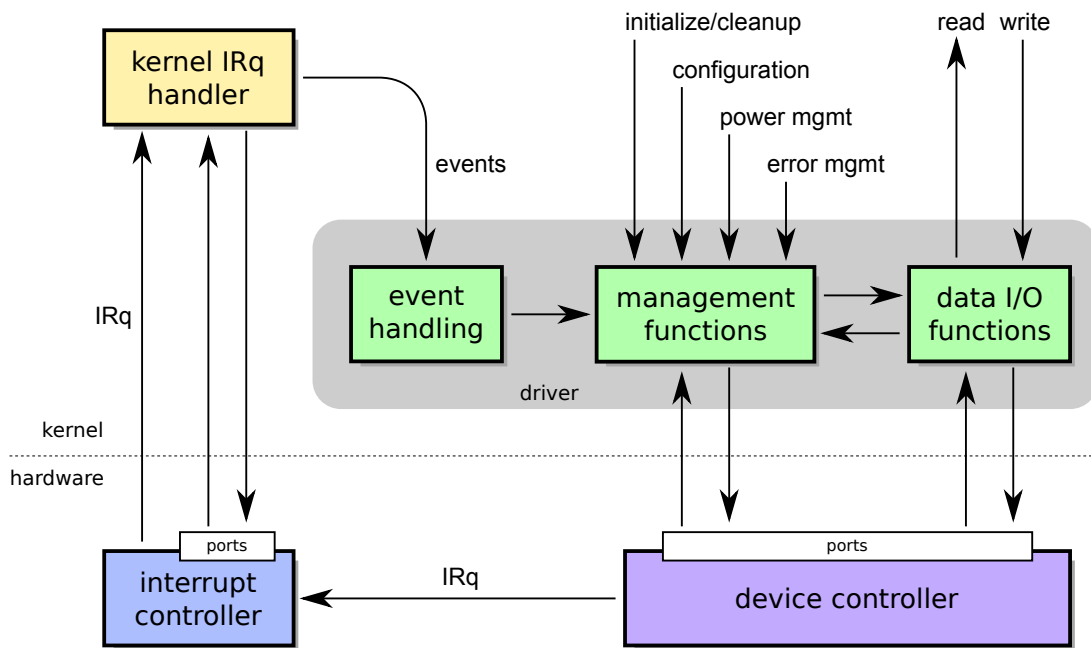 initialize/cleanup
read write
kernel IRq
handler
configuration
power mgmt
events
error mgmt
event
handling
management
functions
data I/O
functions
IRq
driver
kernel
hardware
ports
ports
IRq
interrupt
controller
device controller